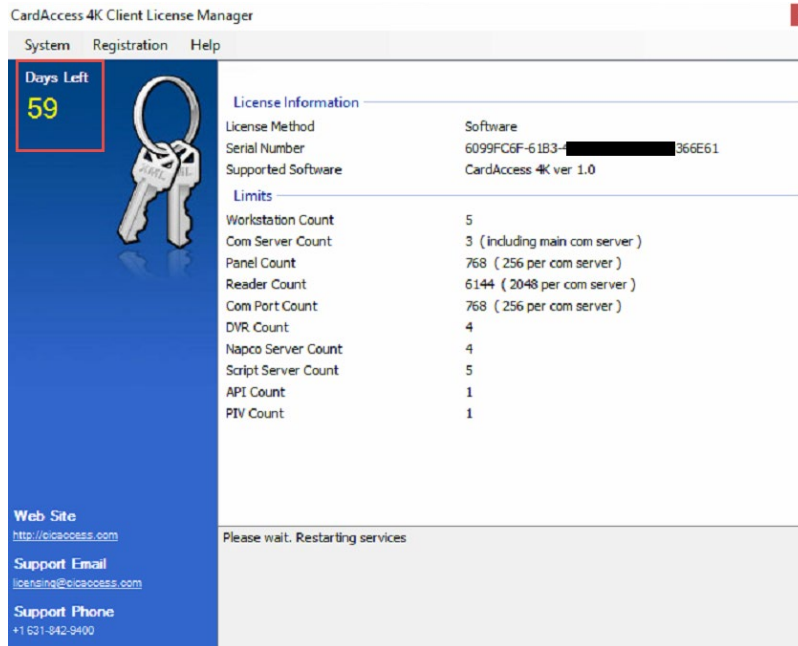 CardAccess 4K Client License Manager
System Registration Help
Days Left
59
License Information
License Method Software
Serial Number 6099FC6F-61B3- 366E61
Supported Software CardAccess 4K ver 1.0
Limits
Workstation Count 5
Com Server Count 3 ( including main com server )
Panel Count 768 ( 256 per com server )
Reader Count 6144 ( 2048 per com server )
Com Port Count 768 ( 256 per com server )
DVR Count 4
Napco Server Count 4
Script Server Count 5
API Count 1
PIV Count 1
Web Site
http://cicaccess.com
Support Email
licensing@cicaccess.com
Support Phone
+1 631-842-9400
Please wait. Restarting services